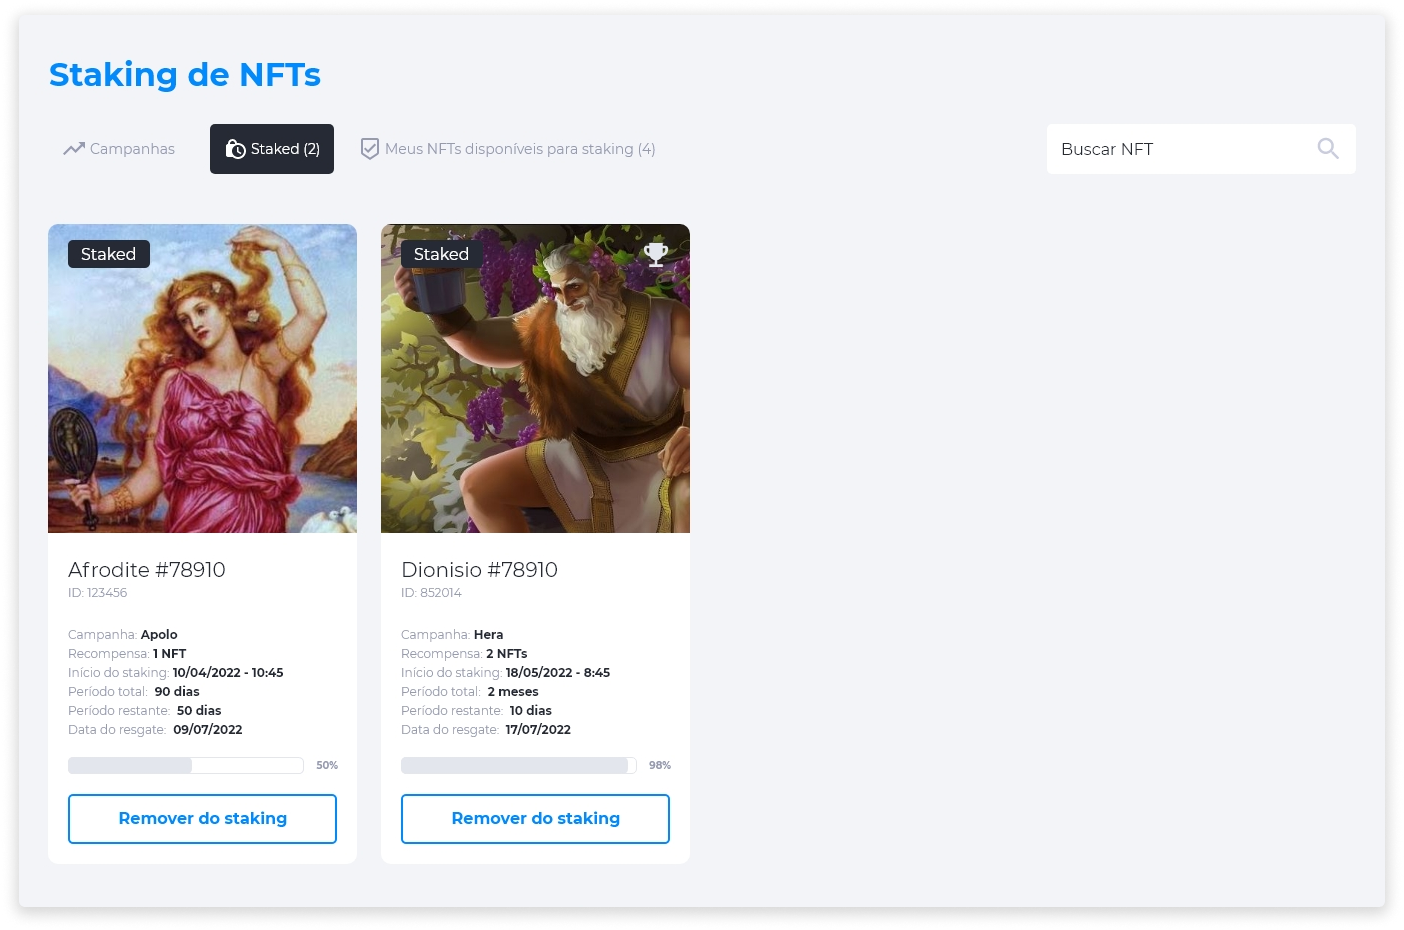 Staking de NFTs
Campanhas
Staked (2)
Meus NFTs disponíveis para staking (4)
Buscar NFT
Staked
Afrodite #78910
ID: 123456
Campanha: Apolo
Recompensa: 1 NFT
Início do staking: 10/04/2022 - 10:45
Período total: 90 dias
Período restante: 50 dias
Data do resgate: 09/07/2022
50%
Remover do staking
Staked
Dionisio #78910
ID: 852014
Campanha: Hera
Recompensa: 2 NFTs
Início do staking: 18/05/2022 - 8:45
Período total: 2 meses
Período restante: 10 dias
Data do resgate: 17/07/2022
98%
Remover do staking